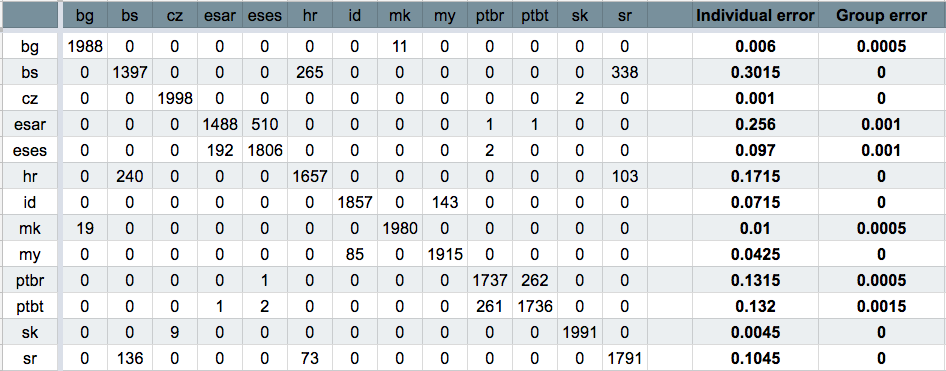 bg bs cz esar eses hr id mk my ptbr ptbt sk sr Individual error Group error
bg 1988 0 0 0 0 0 0 11 0 0 0 0 0 0.006 0.0005
bs 0 1397 0 0 0 265 0 0 0 0 0 0 338 0.3015 0
cz 0 0 1998 0 0 0 0 0 0 0 0 2 0 0.001 0
esar 0 0 0 1488 510 0 0 0 0 1 1 0 0 0.256 0.001
eses 0 0 0 192 1806 0 0 0 0 2 0 0 0 0.097 0.001
hr 0 240 0 0 0 1657 0 0 0 0 0 0 103 0.1715 0
id 0 0 0 0 0 0 1857 0 143 0 0 0 0 0.0715 0
mk 19 0 0 0 0 0 0 1980 0 0 0 0 0 0.01 0.0005
my 0 0 0 0 0 0 85 0 1915 0 0 0 0 0.0425 0
ptbr 0 0 0 0 1 0 0 0 0 1737 262 0 0 0.1315 0.0005
ptbt 0 0 0 1 2 0 0 0 0 261 1736 0 0 0.132 0.0015
sk 0 0 9 0 0 0 0 0 0 0 0 1991 0 0.0045 0
sr 0 136 0 0 0 73 0 0 0 0 0 0 1791 0.1045 0